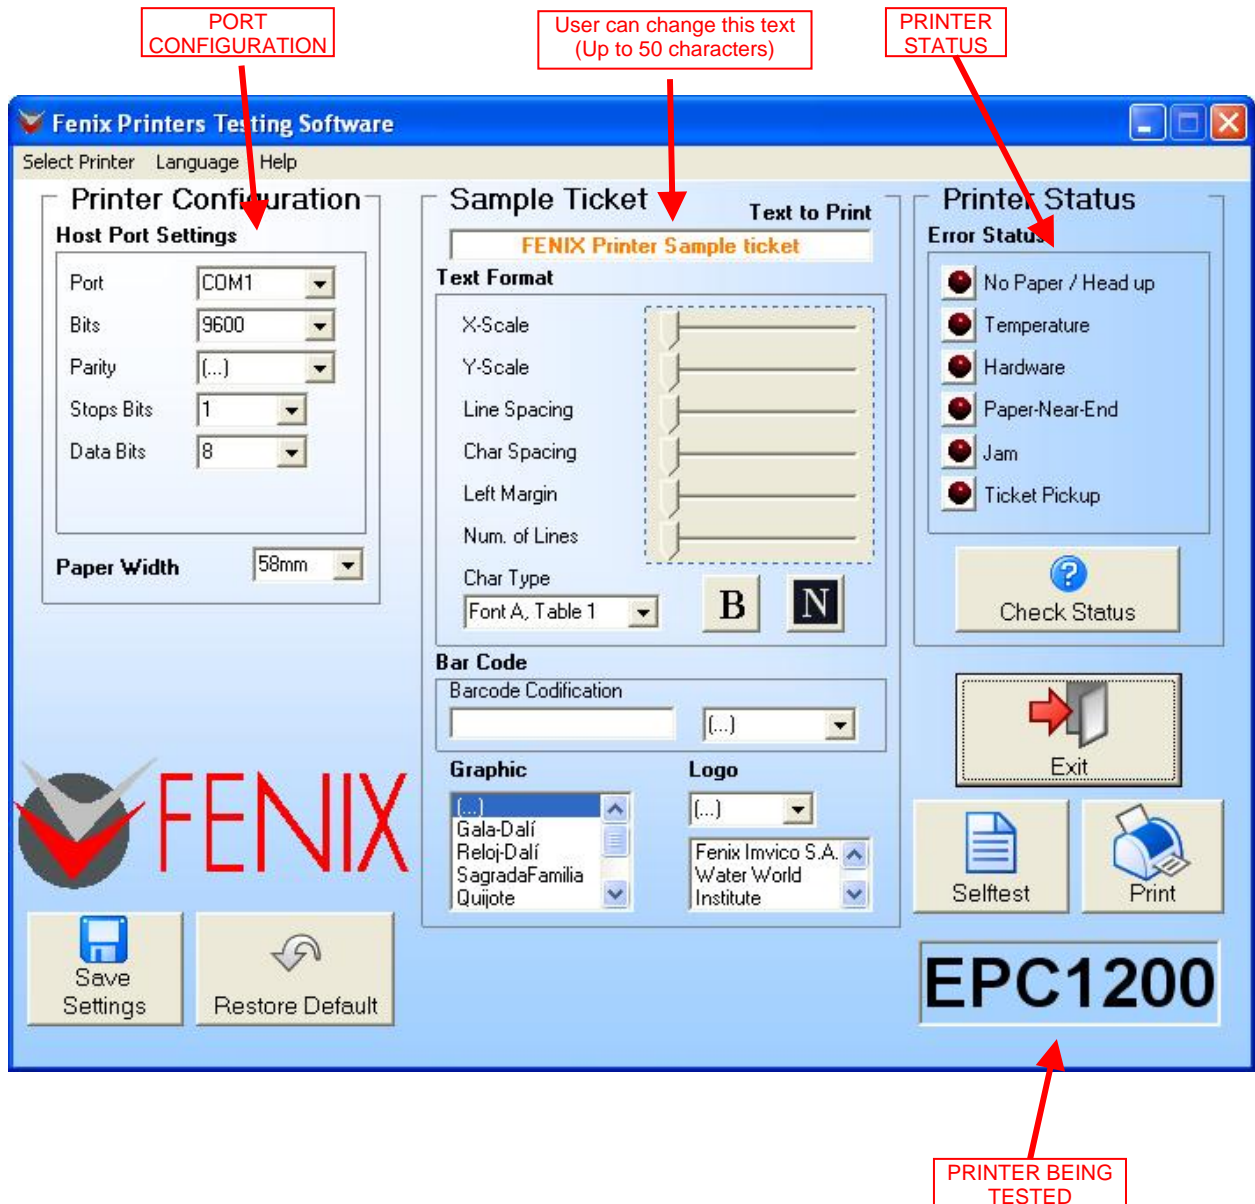 PORT
CONFIGURATION
User can change this text
(Up to 50 characters)
PRINTER
STATUS
Fenix Printers Testing Software
Select Printer Language Help
Printer Configuration
Host Port Settings
Port COM1
Bits 9600
Parity (...)
Stops Bits 1
Data Bits 8
Paper Width 58mm
Sample Ticket
Text to Print
FENIX Printer Sample ticket
Text Format
X-Scale
Y-Scale
Line Spacing
Char Spacing
Left Margin
Num. of Lines
Char Type
Font A, Table 1
B N
Bar Code
Barcode Codification
(...)
Graphic
(...)
Gala-Dalí
Reloj-Dalí
SagradaFamilia
Quijote
Logo
(...)
Fenix Imvico S.A.
Water World
Institute
Printer Status
Error Status
No Paper / Head up
Temperature
Hardware
Paper-Near-End
Jam
Ticket Pickup
?
Check Status
Exit
Selftest
Print
FENIX
Save
Settings
Restore Default
EPC1200
PRINTER BEING
TESTED